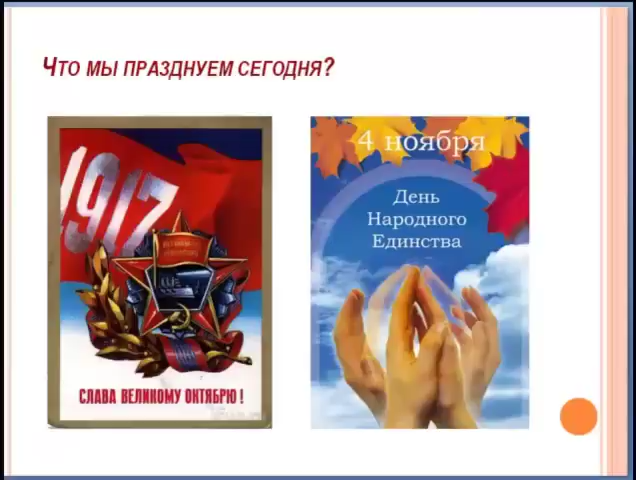 Что мы празднуем сегодня?
1917
СЛАВА ВЕЛИКОМУ ОКТЯБРЮ!
4 ноября
День
Народного
Единства